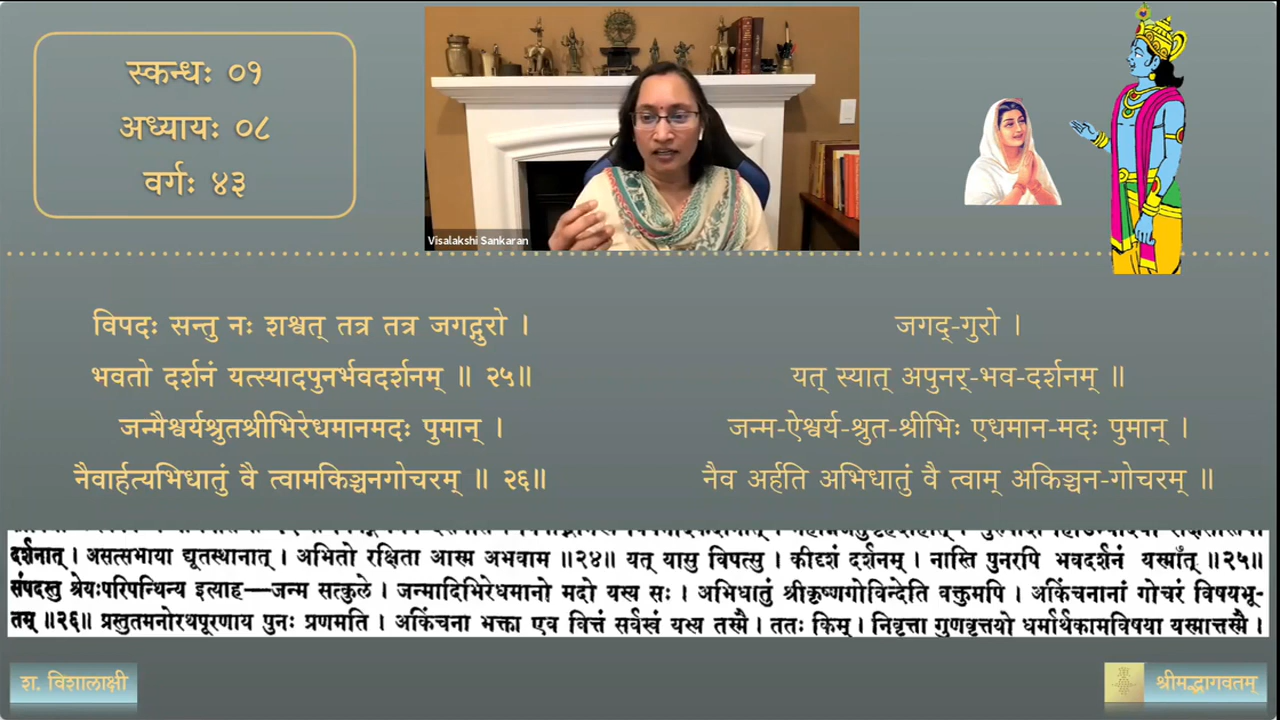 स्कन्धः ०१
अध्यायः ०८
वर्गः ४३
Visalakshi Sankaran
विपदः सन्तु नः शश्वत् तत्र तत्र जगद्गुरो ।
भवतो दर्शनं यत्स्यादपुनर्भवदर्शनम् ॥ २५॥
जन्मैश्वर्यश्रुतश्रीभिरेधमानमदः पुमान् ।
नैवार्हत्यभिधातुं वै त्वामकिञ्चनगोचरम् ॥ २६॥
जगद्-गुरो ।
यत् स्यात् अपुनर्-भव-दर्शनम् ॥
जन्म-ऐश्वर्य-श्रुत-श्रीभिः एधमान-मदः पुमान् ।
नैव अर्हति अभिधातुं वै त्वाम् अकिञ्चन-गोचरम् ॥
दर्शनात् । असत्सभाया द्यूतस्थानात् । अभितो रक्षिता आस्म अभवाम ॥२४॥ यत् यासु विपत्सु । कीदृशं दर्शनम् । नास्ति पुनरपि भवदर्शनं यस्माँत् ॥२५॥
संपदस्तु श्रेयःपरिपन्थिन्य इत्याह—जन्म सत्कुले । जन्मादिभिरेधमानो मदो यस्य सः । अभिधातुं श्रीकृष्णगोविन्देति वक्तुमपि । अकिंचनानां गोचरं विषयभू-
तम् ॥२६॥ प्रस्तुतमनोरथपूरणाय पुनः प्रणमति । अकिंचना भक्ता एव वित्तं सर्वस्वं यस्य तस्मै । ततः किम् । निवृत्ता गुणवृत्तयो धर्मार्थकामविषया यस्मात्तस्मै ।
श. विशालाक्षी
श्रीमद्भागवतम्